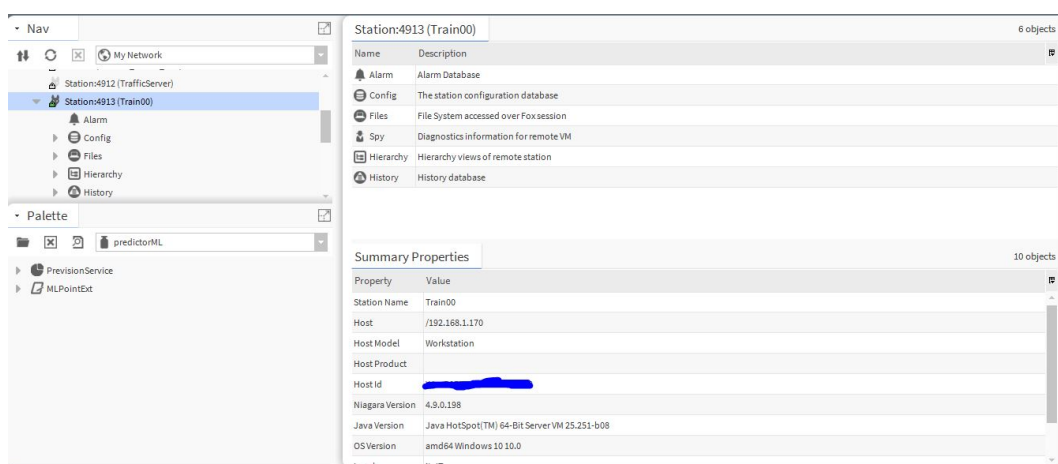 Nav
My Network
Station:4912 (TrafficServer)
Station:4913 (Train00)
Alarm
Config
Files
Hierarchy
History
Palette
predictorML
PrevisionService
MLPointExt
Station:4913 (Train00) 6 objects
Name Description
Alarm Alarm Database
Config The station configuration database
Files File System accessed over Fox session
Spy Diagnostics information for remote VM
Hierarchy Hierarchy views of remote station
History History database
Summary Properties 10 objects
Property Value
Station Name Train00
Host /192.168.1.170
Host Model Workstation
Host Product
Host Id
Niagara Version 4.9.0.198
Java Version Java HotSpot(TM) 64-Bit Server VM 25.251-b08
OS Version amd64 Windows 10 10.0